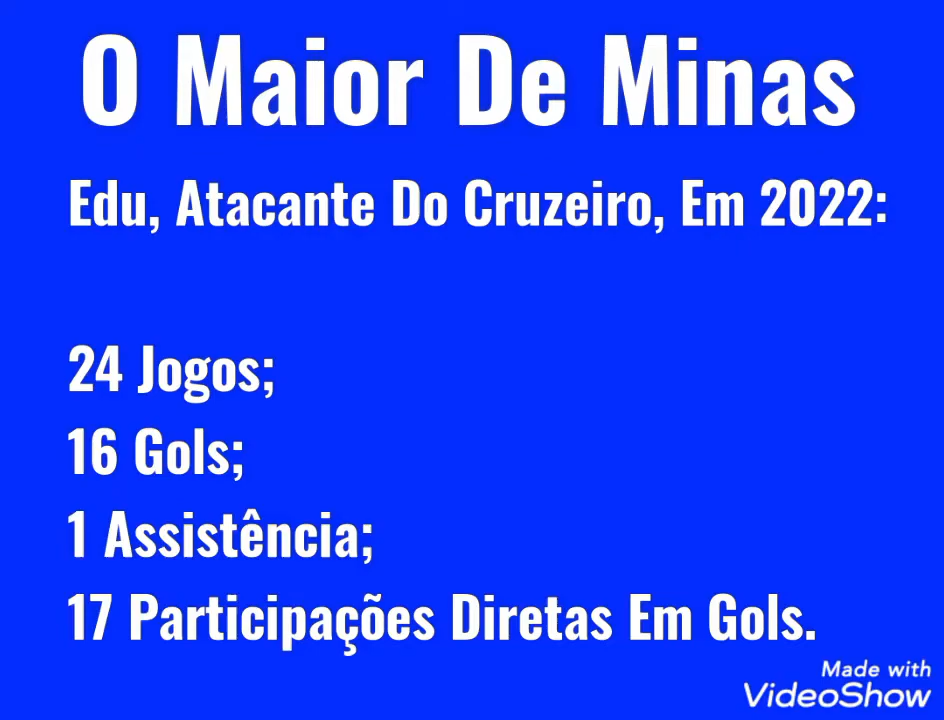 O Maior De Minas
Edu, Atacante Do Cruzeiro, Em 2022:
24 Jogos;
16 Gols;
1 Assistência;
17 Participações Diretas Em Gols.
Made with
VideoShow